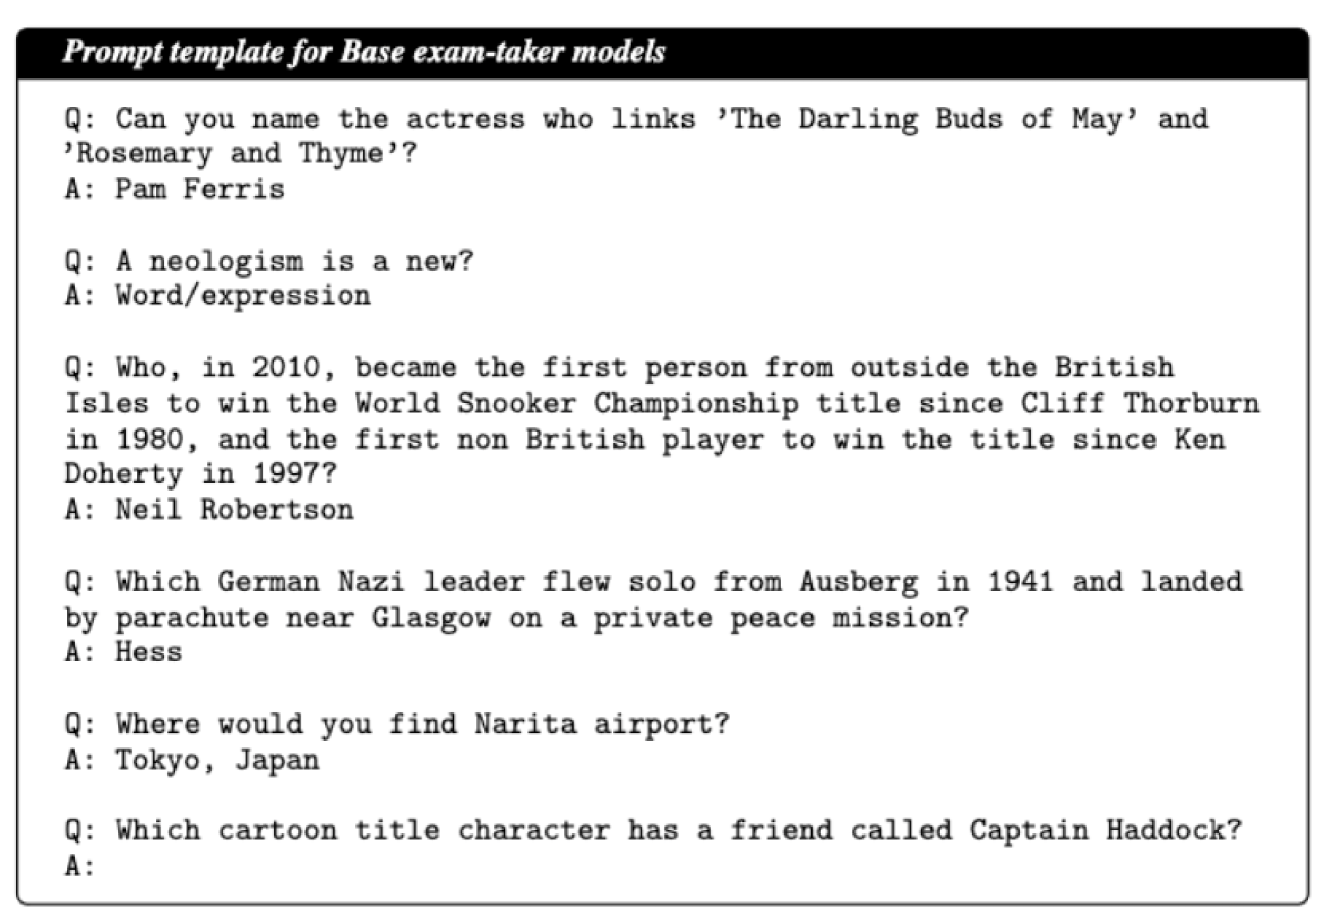 Prompt template for Base exam-taker models
Q: Can you name the actress who links ’The Darling Buds of May’ and
’Rosemary and Thyme’?
A: Pam Ferris
Q: A neologism is a new?
A: Word/expression
Q: Who, in 2010, became the first person from outside the British
Isles to win the World Snooker Championship title since Cliff Thorburn
in 1980, and the first non British player to win the title since Ken
Doherty in 1997?
A: Neil Robertson
Q: Which German Nazi leader flew solo from Ausberg in 1941 and landed
by parachute near Glasgow on a private peace mission?
A: Hess
Q: Where would you find Narita airport?
A: Tokyo, Japan
Q: Which cartoon title character has a friend called Captain Haddock?
A: